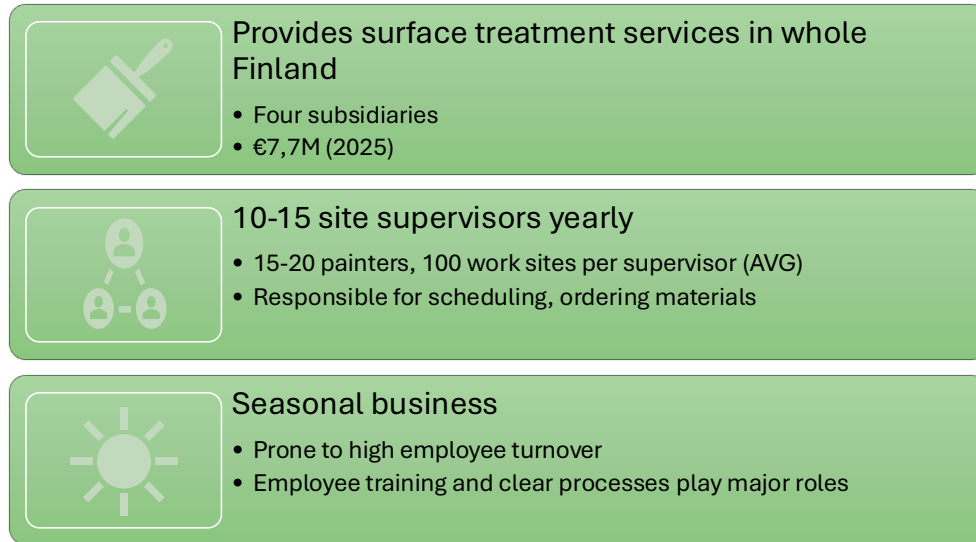 Provides surface treatment services in whole
Finland
• Four subsidiaries
• €7,7M (2025)
10-15 site supervisors yearly
• 15-20 painters, 100 work sites per supervisor (AVG)
• Responsible for scheduling, ordering materials
Seasonal business
• Prone to high employee turnover
• Employee training and clear processes play major roles